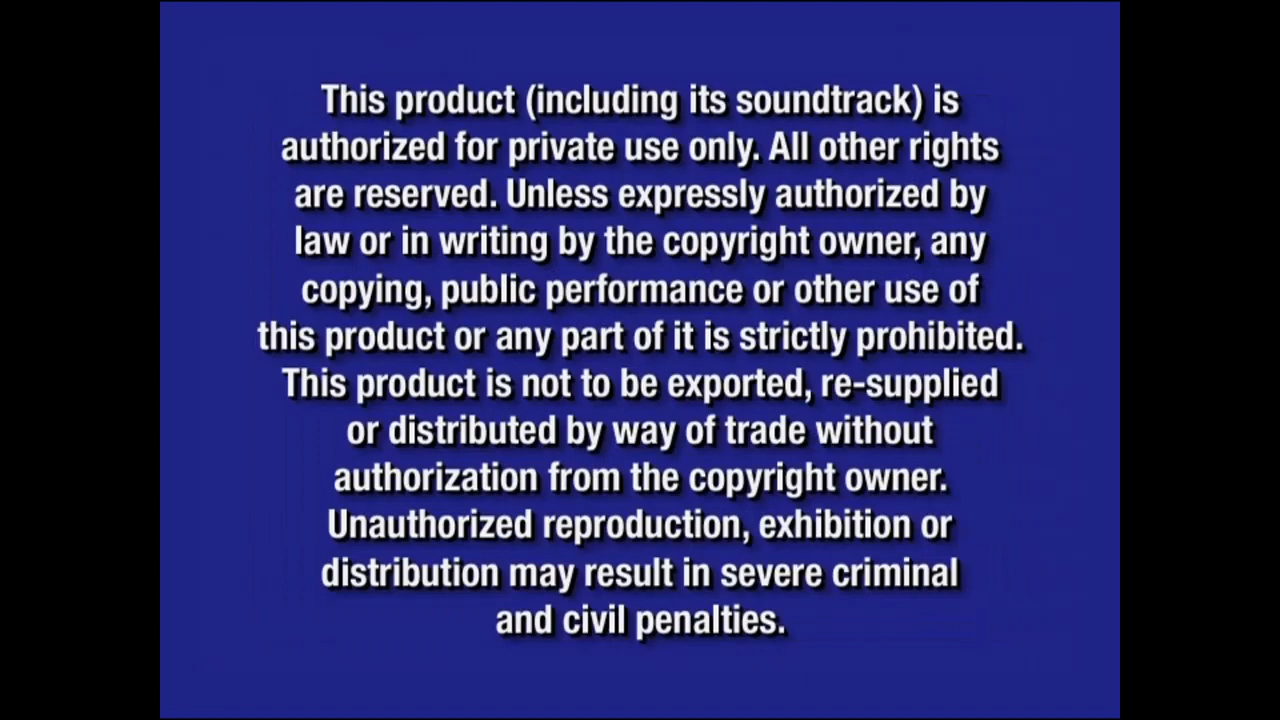 This product (including its soundtrack) is
authorized for private use only. All other rights
are reserved. Unless expressly authorized by
law or in writing by the copyright owner, any
copying, public performance or other use of
this product or any part of it is strictly prohibited.
This product is not to be exported, re-supplied
or distributed by way of trade without
authorization from the copyright owner.
Unauthorized reproduction, exhibition or
distribution may result in severe criminal
and civil penalties.